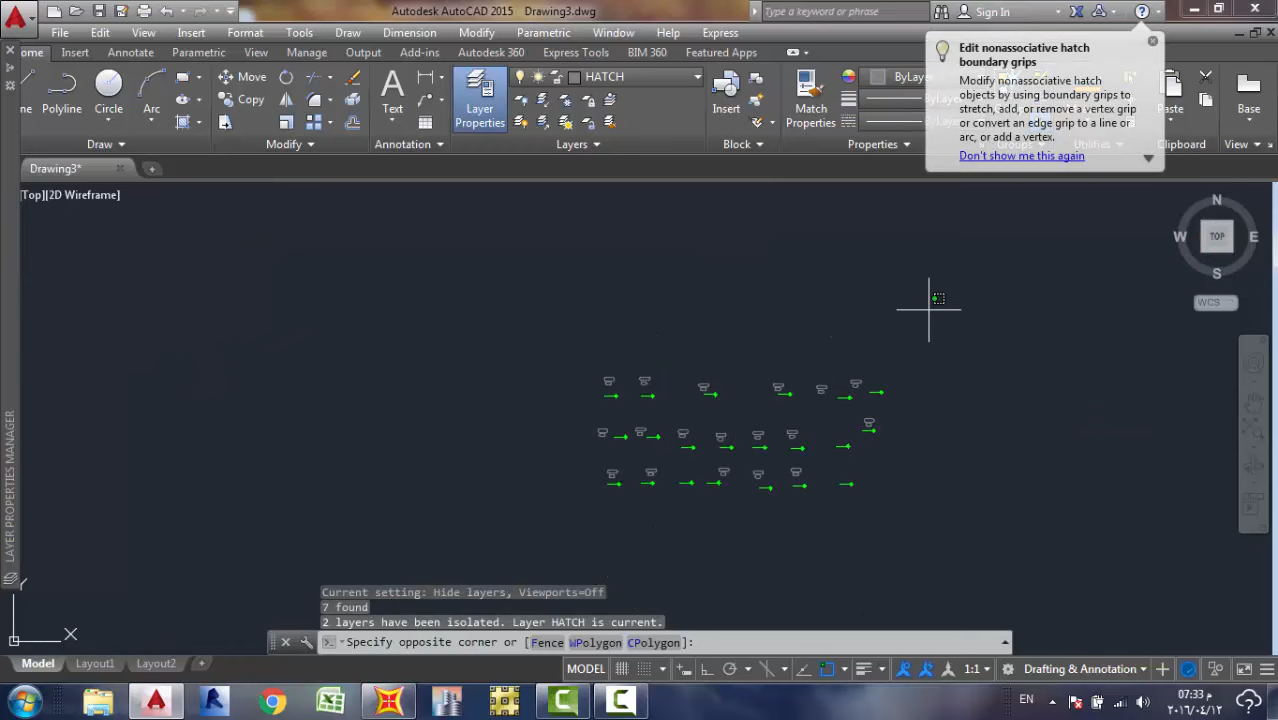 Autodesk AutoCAD 2015 Drawing3.dwg
Type a keyword or phrase
Sign In
File Edit View Insert Format Tools Draw Dimension Modify Parametric Window Help Express
Insert Annotate Parametric View Manage Output Autodesk 360 BIM 360 Featured Apps
Edit nonassociative hatch
boundary grips
Modify nonassociative hatch
objects by using boundary grips to
stretch, add, or remove a vertex grip
or convert an edge grip to a line or
arc, or add a vertex.
Don't show me this again
Polyline
Circle
Arc
Move
Copy
Text
Layer
Properties
HATCH
Insert
Match
Properties
Paste
Base
Draw Modify Annotation Layers Block Properties Groups Utilities Clipboard View
Drawing3*
Top][2D Wireframe]
N
W TOP E
S
WCS
LAYER PROPERTIES MANAGER
Current setting: Hide layers, Viewports=Off
7 found
2 layers have been isolated. Layer HATCH is current.
Specify opposite corner or [Fence WPolygon CPolygon]:
X
Model Layout1 Layout2
MODEL 1:1 Drafting & Annotation
EN
07:33 م
٢٠١٦/٠٤/١٢